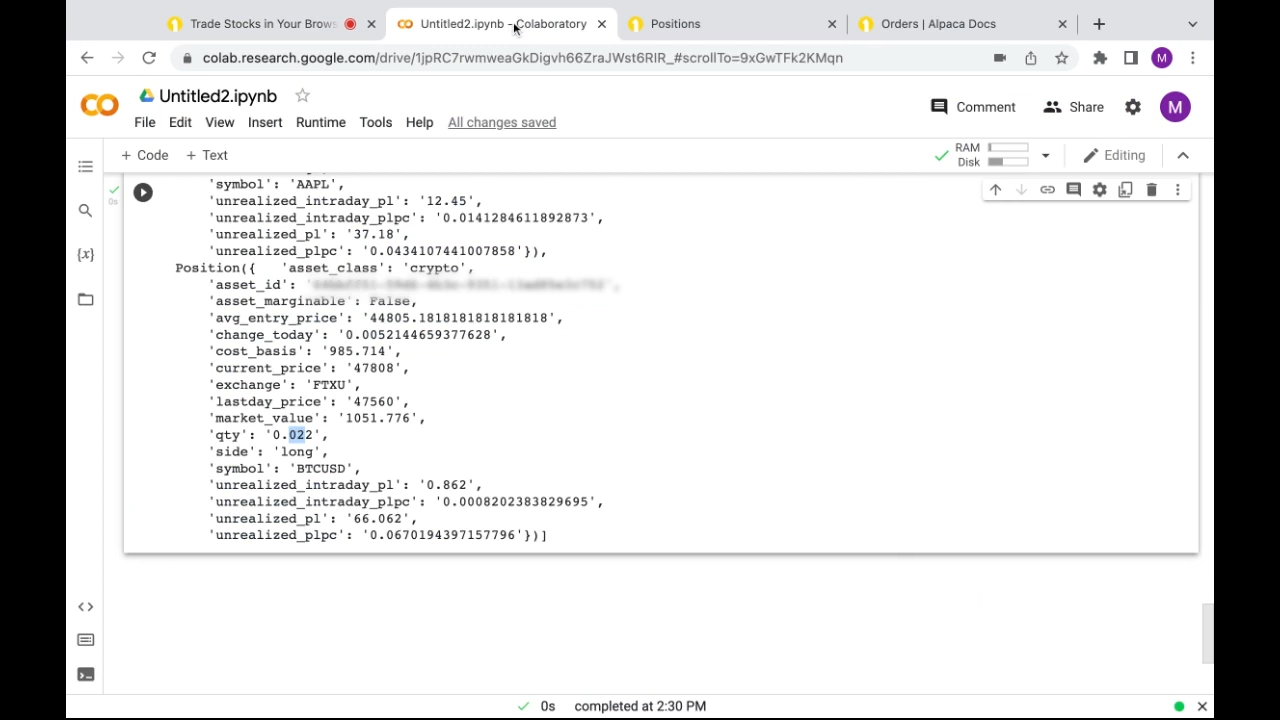 Trade Stocks in Your Brows
Untitled2.ipynb - Colaboratory
Positions
Orders | Alpaca Docs
colab.research.google.com/drive/1jpRC7rwmweaGkDigvh66ZraJWst6RIR_#scrollTo=9xGwTFk2KMqn
M
Untitled2.ipynb
Comment
Share
M
File Edit View Insert Runtime Tools Help All changes saved
+ Code + Text
RAM
Disk
Editing
0s
{x}
'symbol': 'AAPL',
'unrealized_intraday_pl': '12.45',
'unrealized_intraday_plpc': '0.0141284611892873',
'unrealized_pl': '37.18',
'unrealized_plpc': '0.0434107441007858'}),
Position({ 'asset_class': 'crypto',
'asset_id':
'asset_marginable': False,
'avg_entry_price': '44805.1818181818181818',
'change_today': '0.0052144659377628',
'cost_basis': '985.714',
'current_price': '47808',
'exchange': 'FTXU',
'lastday_price': '47560',
'market_value': '1051.776',
'qty': '0.022',
'side': 'long',
'symbol': 'BTCUSD',
'unrealized_intraday_pl': '0.862',
'unrealized_intraday_plpc': '0.0008202383829695',
'unrealized_pl': '66.062',
'unrealized_plpc': '0.0670194397157796'})]
0s completed at 2:30 PM